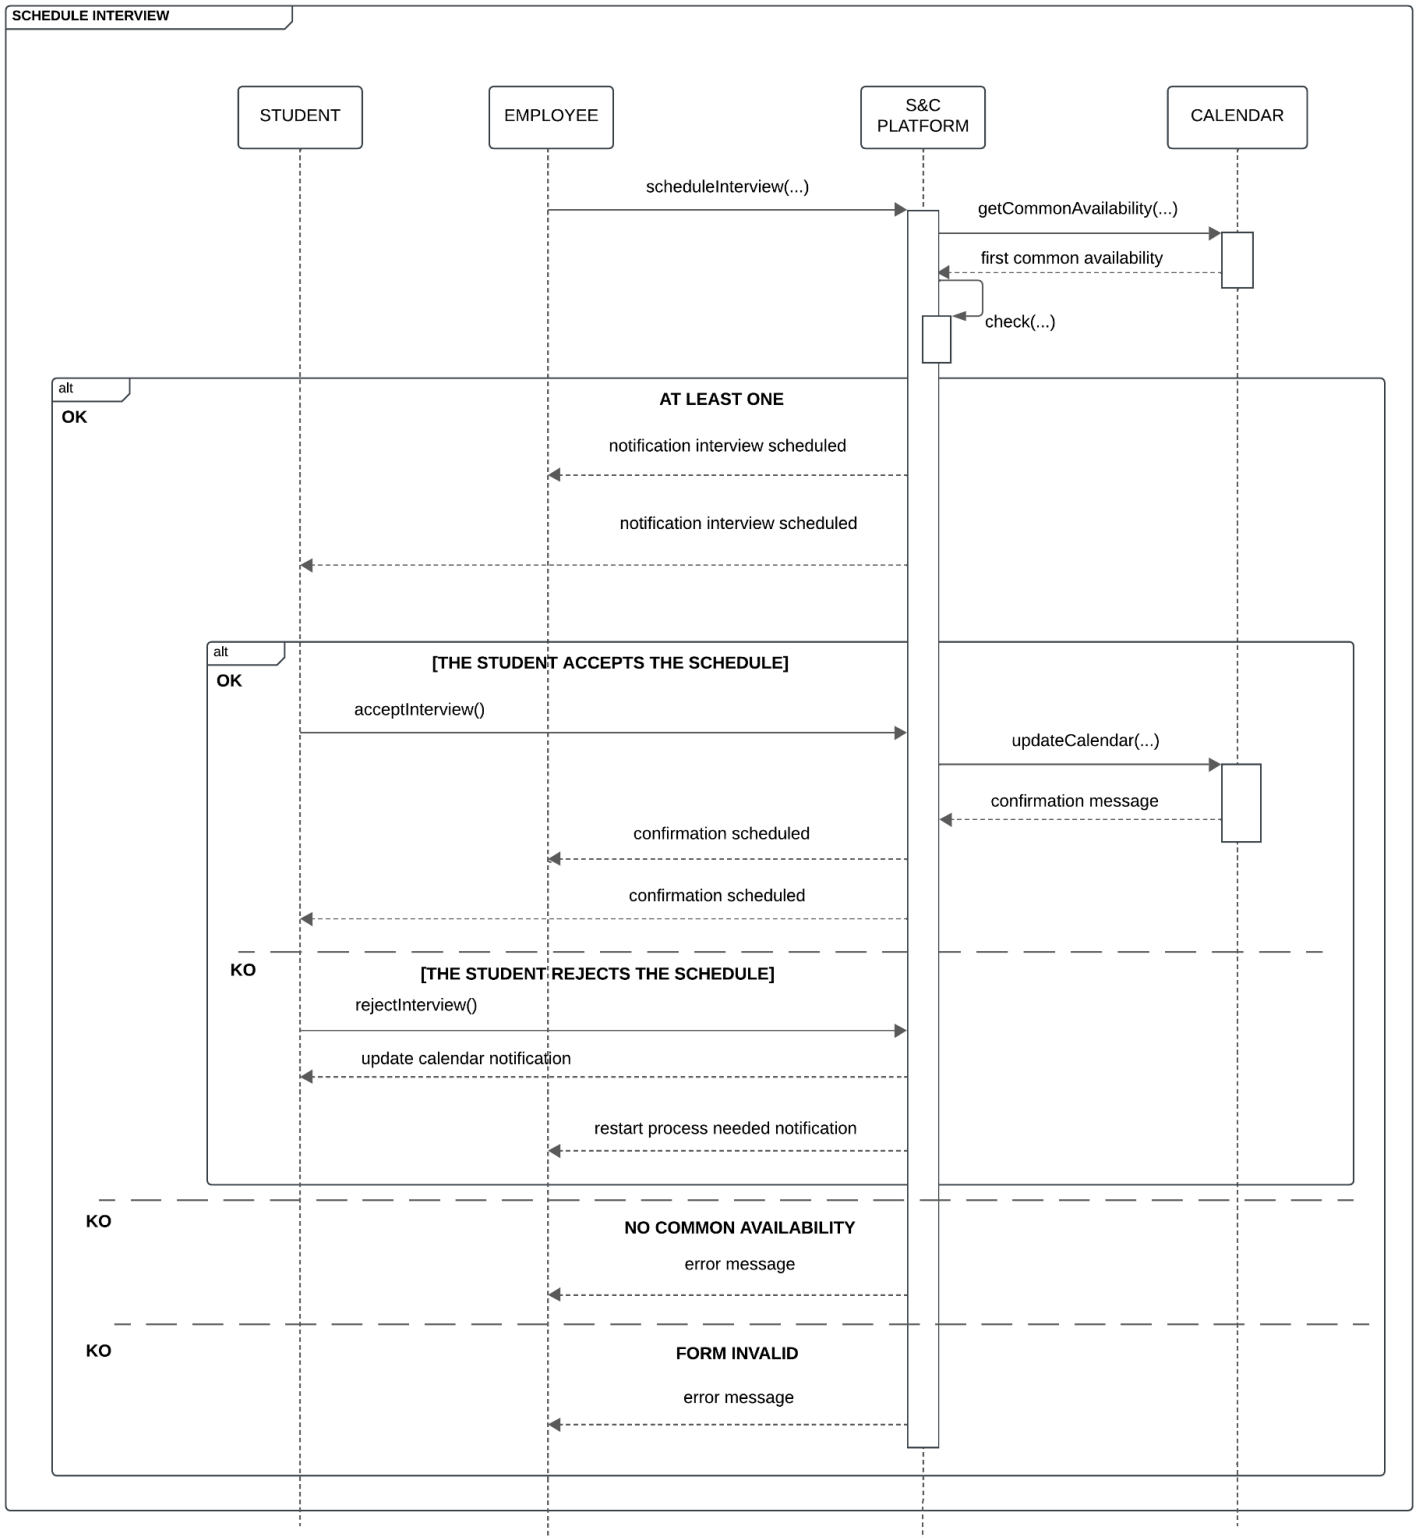 SCHEDULE INTERVIEW
STUDENT
EMPLOYEE
S&C
PLATFORM
CALENDAR
scheduleInterview(...)
getCommonAvailability(...)
first common availability
check(...)
alt
AT LEAST ONE
OK
notification interview scheduled
notification interview scheduled
alt
[THE STUDENT ACCEPTS THE SCHEDULE]
OK
acceptInterview()
updateCalendar(...)
confirmation message
confirmation scheduled
confirmation scheduled
KO
[THE STUDENT REJECTS THE SCHEDULE]
rejectInterview()
update calendar notification
restart process needed notification
KO
NO COMMON AVAILABILITY
error message
KO
FORM INVALID
error message